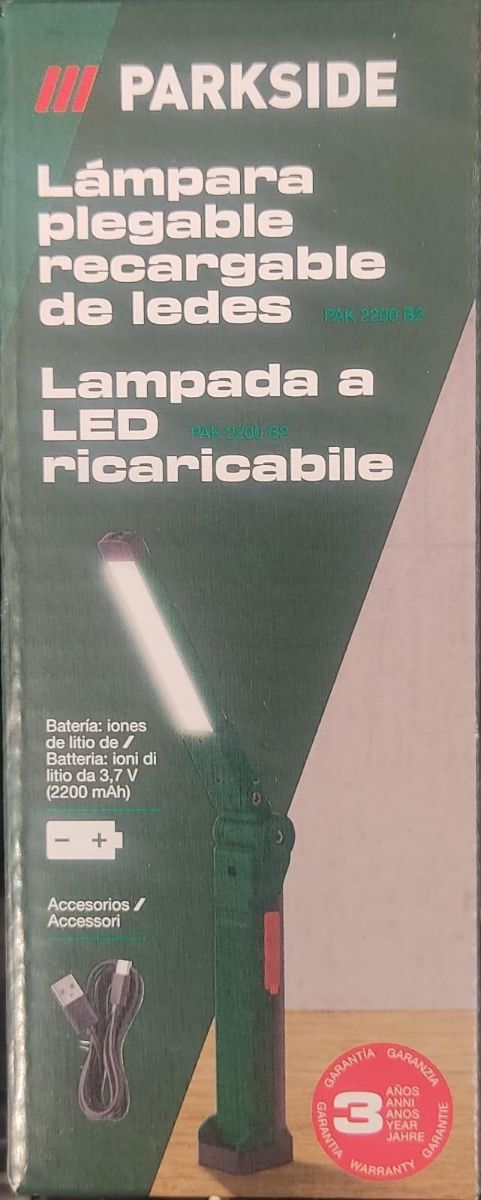 PARKSIDE
Lámpara
plegable
recargable
de ledes PAK 2200 B2
Lampada a
LED PAK 2200 B2
ricaricabile
Batería: iones
de litio de /
Batteria: ioni di
litio da 3,7 V
(2200 mAh)
- +
Accesorios /
Accessori
GARANTÍA GARANZIA
3
AÑOS
ANNI
ANOS
YEAR
JAHRE
GARANTIA WARRANTY GARANTIE